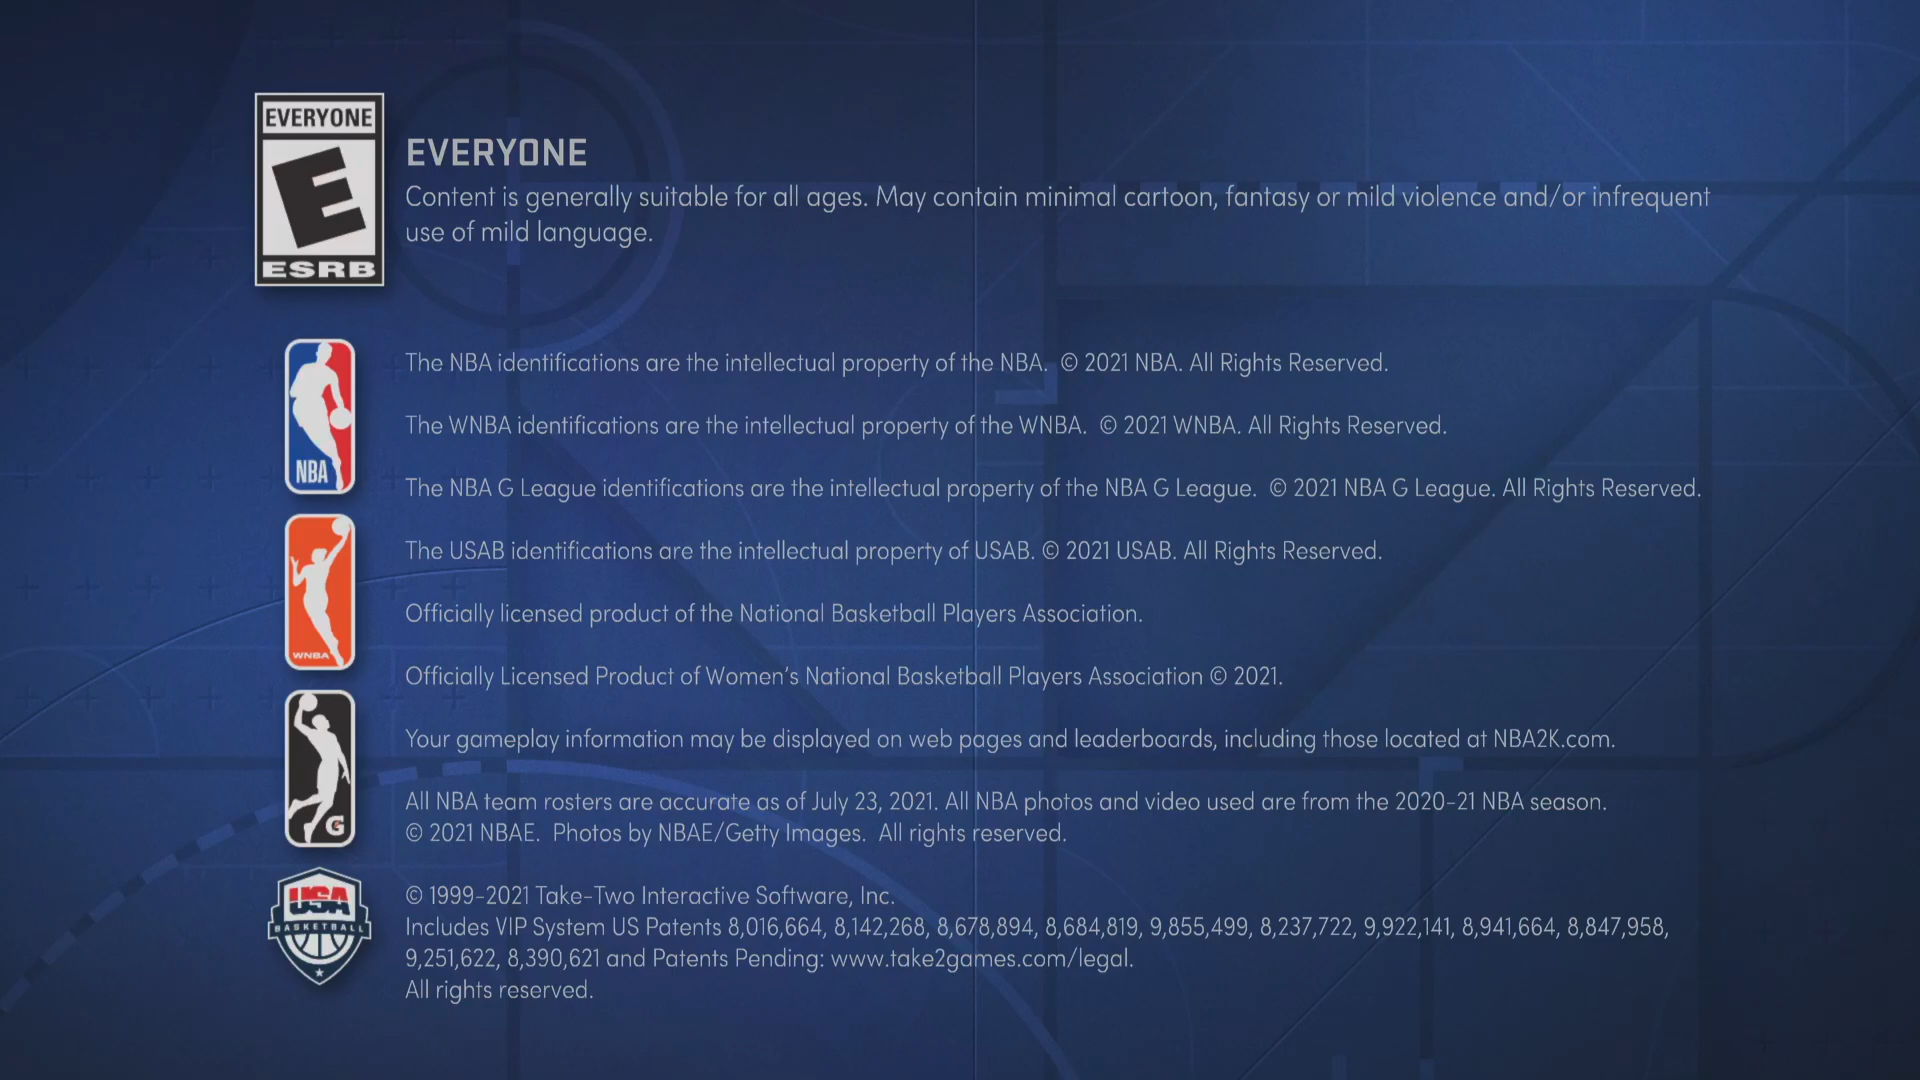 EVERYONE
E
ESRB
EVERYONE
Content is generally suitable for all ages. May contain minimal cartoon, fantasy or mild violence and/or infrequent
use of mild language.
NBA
The NBA identifications are the intellectual property of the NBA.  © 2021 NBA. All Rights Reserved.
The WNBA identifications are the intellectual property of the WNBA.  © 2021 WNBA. All Rights Reserved.
The NBA G League identifications are the intellectual property of the NBA G League.  © 2021 NBA G League. All Rights Reserved.
WNBA
The USAB identifications are the intellectual property of USAB. © 2021 USAB. All Rights Reserved.
Officially licensed product of the National Basketball Players Association.
Officially Licensed Product of Women's National Basketball Players Association © 2021.
G
Your gameplay information may be displayed on web pages and leaderboards, including those located at NBA2K.com.
All NBA team rosters are accurate as of July 23, 2021. All NBA photos and video used are from the 2020-21 NBA season.
© 2021 NBAE.  Photos by NBAE/Getty Images.  All rights reserved.
USA
BASKETBALL
© 1999-2021 Take-Two Interactive Software, Inc.
Includes VIP System US Patents 8,016,664, 8,142,268, 8,678,894, 8,684,819, 9,855,499, 8,237,722, 9,922,141, 8,941,664, 8,847,958,
9,251,622, 8,390,621 and Patents Pending: www.take2games.com/legal.
All rights reserved.